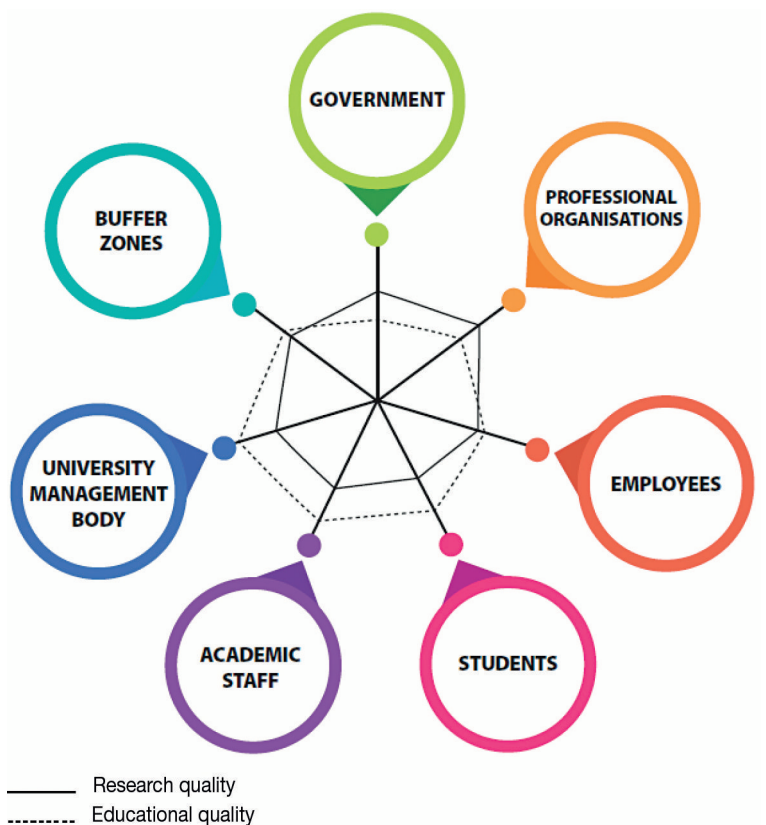 GOVERNMENT
PROFESSIONAL
ORGANISATIONS
BUFFER
ZONES
EMPLOYEES
UNIVERSITY
MANAGEMENT
BODY
ACADEMIC
STAFF
STUDENTS
Research quality
Educational quality